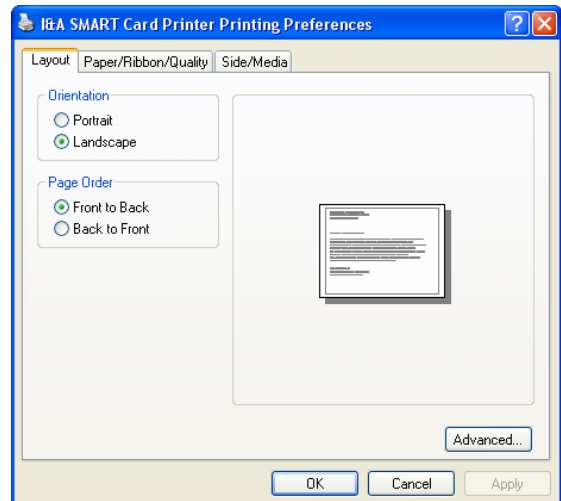 I&A SMART Card Printer Printing Preferences
Layout Paper/Ribbon/Quality Side/Media
Orientation
Portrait
Landscape
Page Order
Front to Back
Back to Front
Advanced...
OK Cancel Apply